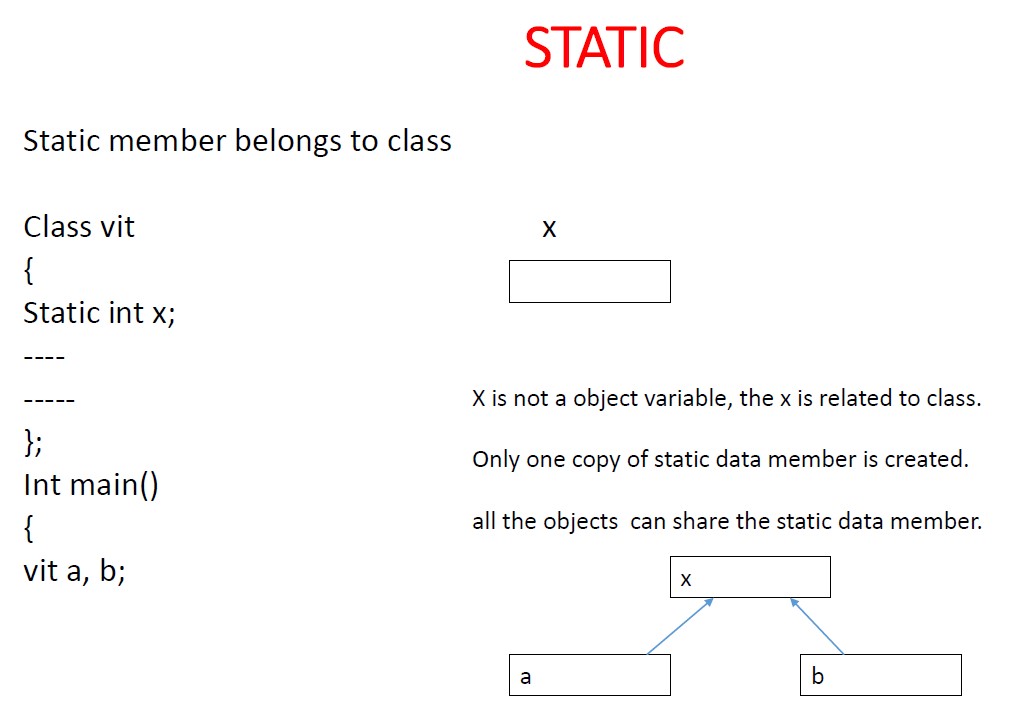 STATIC
Static member belongs to class
Class vit
{
Static int x;
----
-----
};
Int main()
{
vit a, b;
x
X is not a object variable, the x is related to class.
Only one copy of static data member is created.
all the objects  can share the static data member.
x
a
b